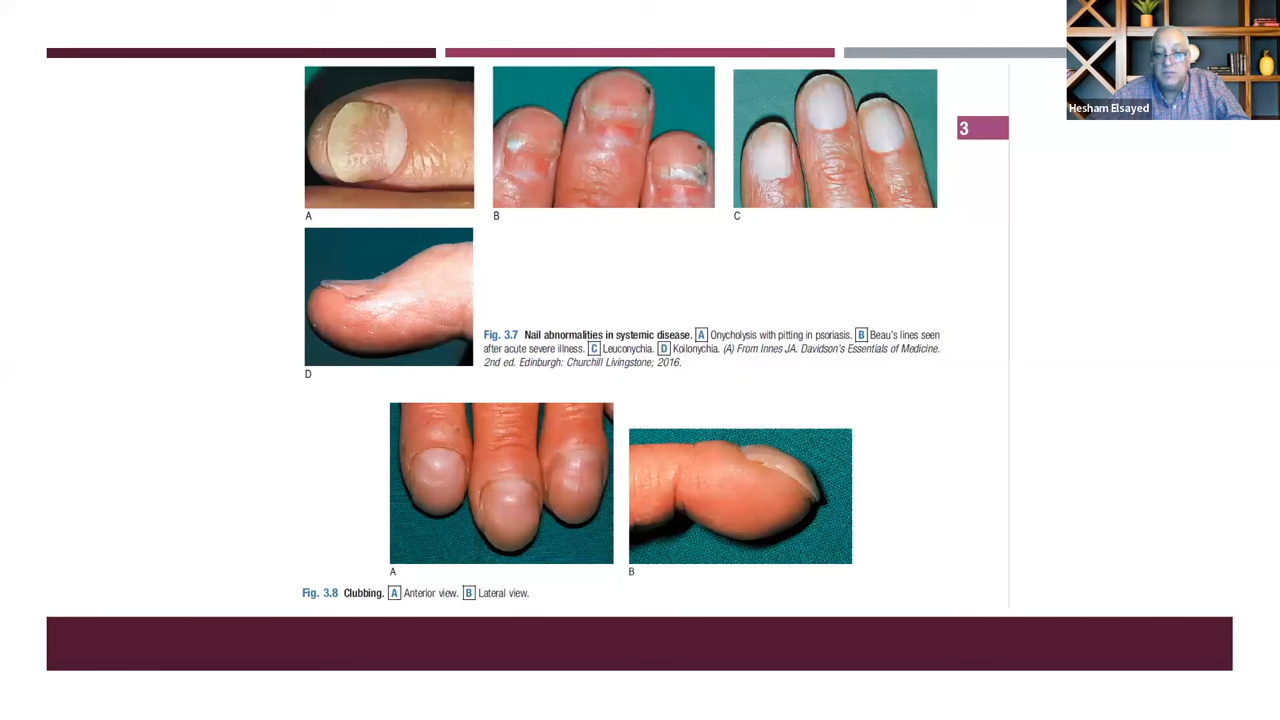 Hesham Elsayed
3
A
B
C
D
Fig. 3.7 Nail abnormalities in systemic disease. A Onycholysis with pitting in psoriasis. B Beau's lines seen
after acute severe illness. C Leuconychia. D Koilonychia. (A) From Innes JA. Davidson's Essentials of Medicine.
2nd ed. Edinburgh: Churchill Livingstone; 2016.
A
B
Fig. 3.8 Clubbing. A Anterior view. B Lateral view.